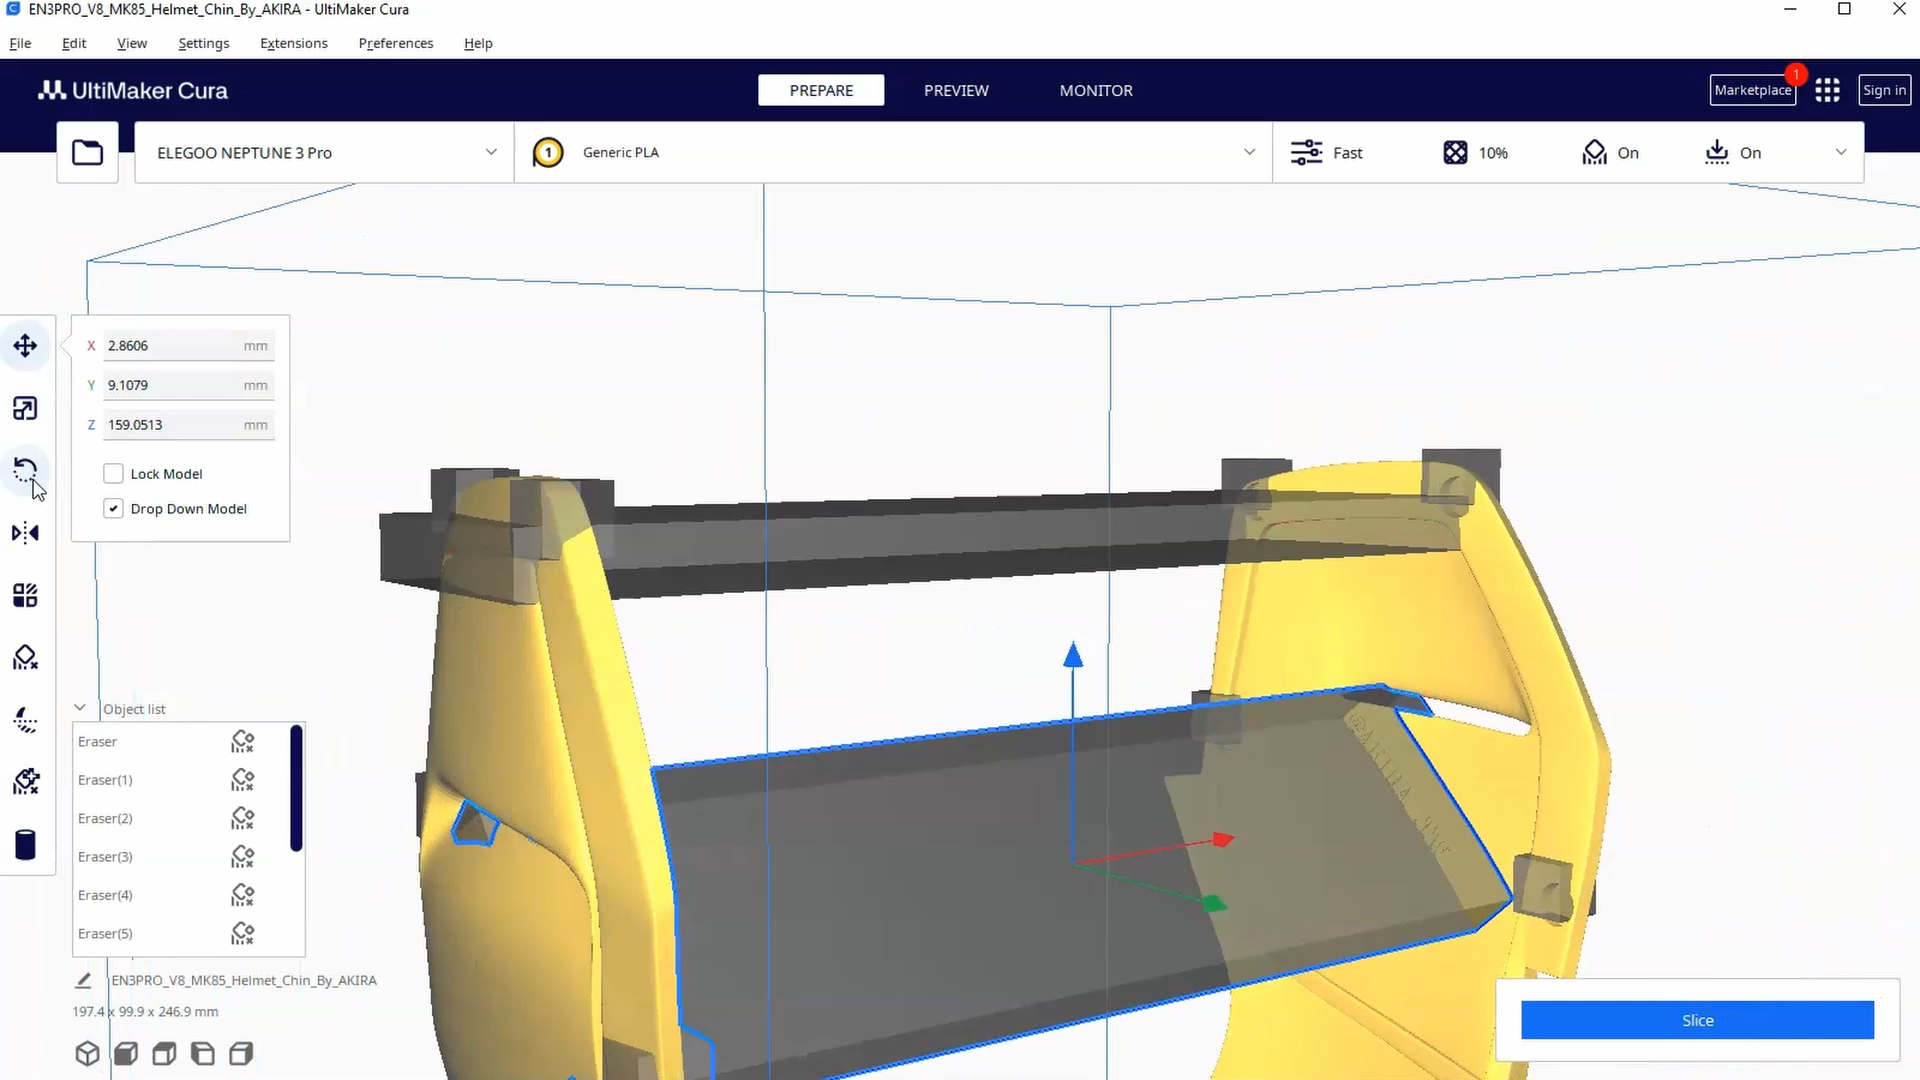 EN3PRO_V8_MK85_Helmet_Chin_By_AKIRA - UltiMaker Cura
File Edit View Settings Extensions Preferences Help
UltiMaker Cura PREPARE PREVIEW MONITOR Marketplace 1 Sign in
ELEGOO NEPTUNE 3 Pro 1 Generic PLA Fast 10% On On
X 2.8606 mm
Y 9.1079 mm
Z 159.0513 mm
Lock Model
Drop Down Model
Object list
Eraser
Eraser(1)
Eraser(2)
Eraser(3)
Eraser(4)
Eraser(5)
EN3PRO_V8_MK85_Helmet_Chin_By_AKIRA
197.4 x 99.9 x 246.9 mm
Slice